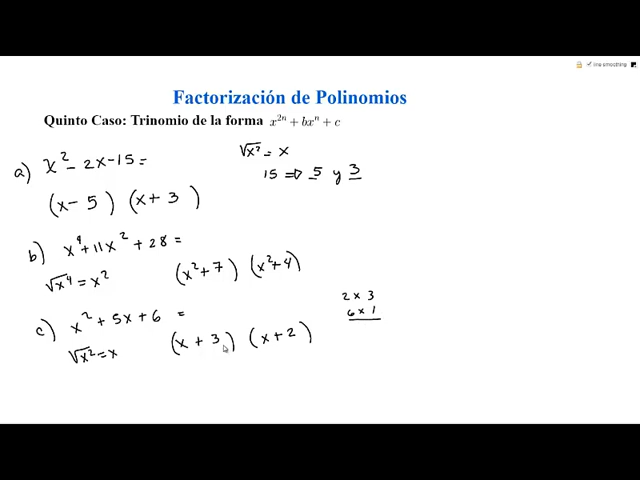 line smoothing
Factorización de Polinomios
Quinto Caso: Trinomio de la forma x^{2n} + bx^n + c
a) x² - 2x - 15 =
√x² = x
15 ⇒ 5 y 3
(x - 5 ) (x + 3 )
b) x⁴ + 11x² + 28 =
√x⁴ = x² (x² + 7 ) (x² + 4)
2 x 3
6 x 1
c) x² + 5x + 6 =
√x² = x (x + 3 ) (x + 2 )